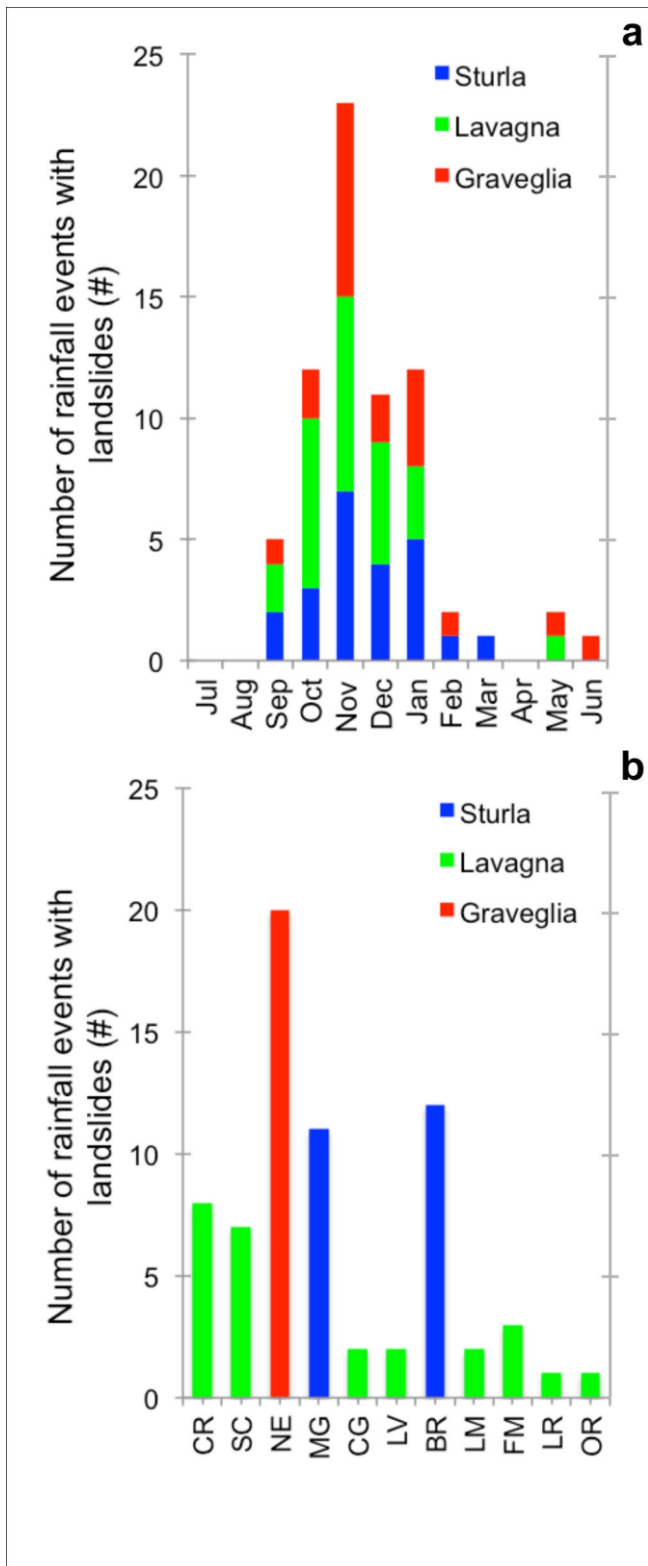 a
Number of rainfall events with
landslides (#)
25
20
15
10
5
0
Sturla
Lavagna
Graveglia
Jul
Aug
Sep
Oct
Nov
Dec
Jan
Feb
Mar
Apr
May
Jun
b
Number of rainfall events with
landslides (#)
25
20
15
10
5
0
Sturla
Lavagna
Graveglia
CR
SC
NE
MG
CG
LV
BR
LM
FM
LR
OR